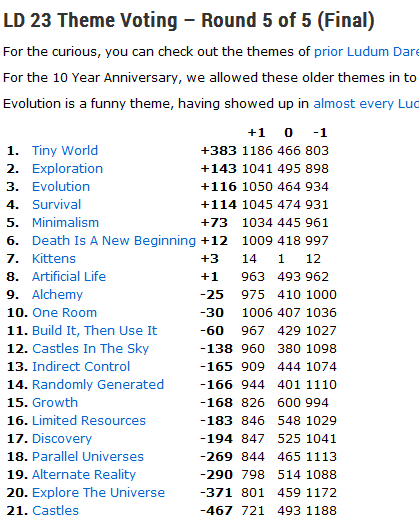 LD 23 Theme Voting – Round 5 of 5 (Final)
For the curious, you can check out the themes of prior Ludum Dare
For the 10 Year Anniversary, we allowed these older themes in to
Evolution is a funny theme, having showed up in almost every Lud
+1 0 -1
1. Tiny World +383 1186 466 803
2. Exploration +143 1041 495 898
3. Evolution +116 1050 464 934
4. Survival +114 1045 474 931
5. Minimalism +73 1034 445 961
6. Death Is A New Beginning +12 1009 418 997
7. Kittens +3 14 1 12
8. Artificial Life +1 963 493 962
9. Alchemy -25 975 410 1000
10. One Room -30 1006 407 1036
11. Build It, Then Use It -60 967 429 1027
12. Castles In The Sky -138 960 380 1098
13. Indirect Control -165 909 444 1074
14. Randomly Generated -166 944 401 1110
15. Growth -168 826 600 994
16. Limited Resources -183 846 548 1029
17. Discovery -194 847 525 1041
18. Parallel Universes -269 844 465 1113
19. Alternate Reality -290 798 514 1088
20. Explore The Universe -371 801 459 1172
21. Castles -467 721 493 1188